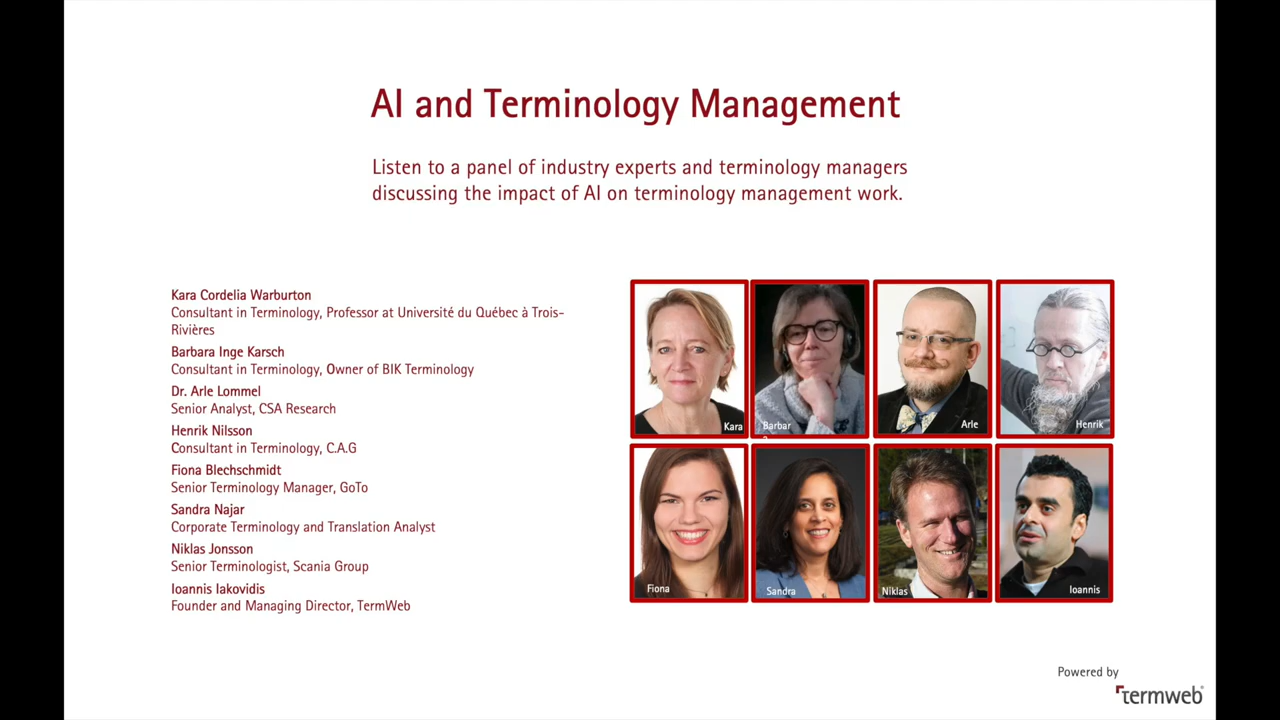 AI and Terminology Management
Listen to a panel of industry experts and terminology managers
discussing the impact of AI on terminology management work.
Kara Cordelia Warburton
Consultant in Terminology, Professor at Université du Québec à Trois-
Rivières
Barbara Inge Karsch
Consultant in Terminology, Owner of BIK Terminology
Dr. Arle Lommel
Senior Analyst, CSA Research
Henrik Nilsson
Consultant in Terminology, C.A.G
Fiona Blechschmidt
Senior Terminology Manager, GoTo
Sandra Najar
Corporate Terminology and Translation Analyst
Niklas Jonsson
Senior Terminologist, Scania Group
Ioannis Iakovidis
Founder and Managing Director, TermWeb
Kara
Barbar
a
Arle
Henrik
Fiona
Sandra
Niklas
Ioannis
Powered by
termweb®